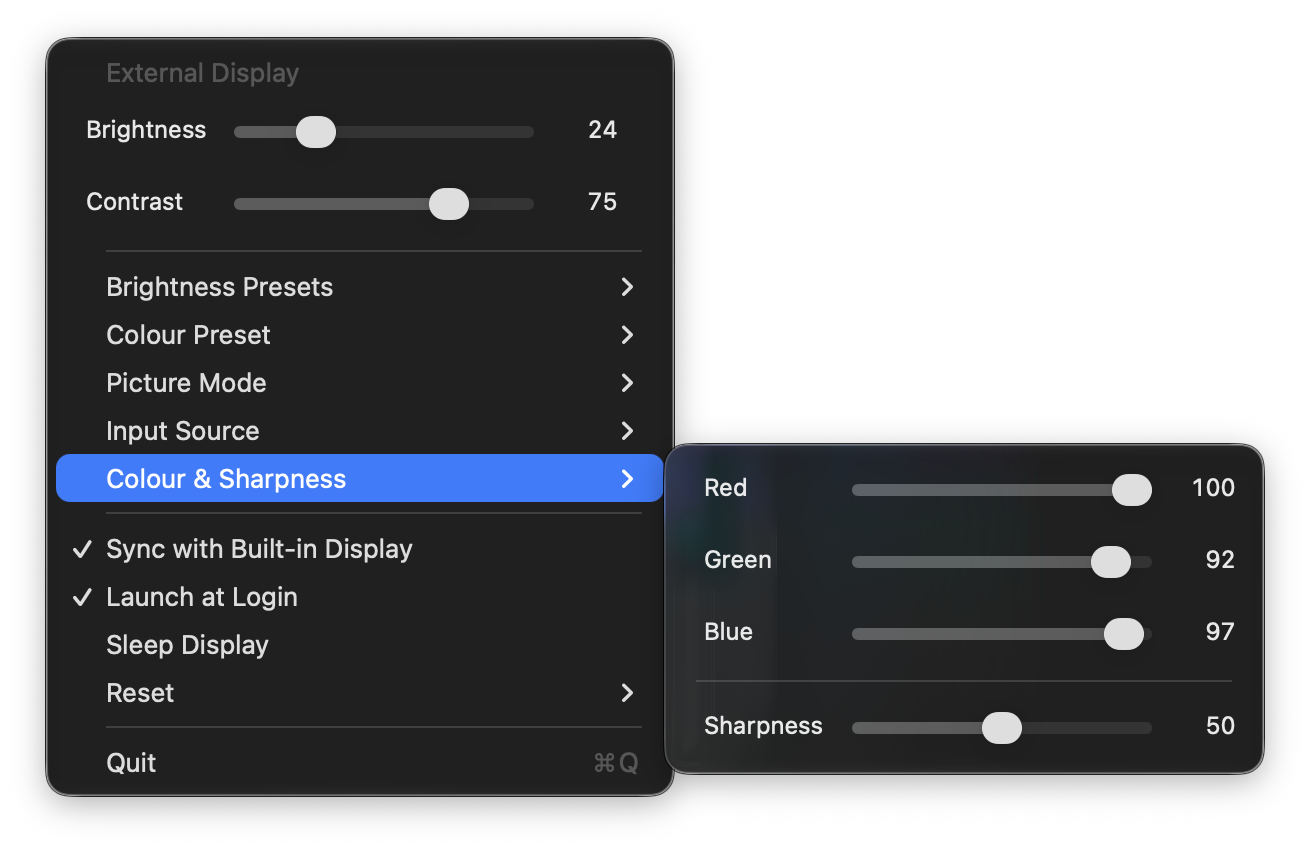 External Display
Brightness 24
Contrast 75
Brightness Presets
Colour Preset
Picture Mode
Input Source
Colour & Sharpness
Sync with Built-in Display
Launch at Login
Sleep Display
Reset
Quit ⌘Q
Red 100
Green 92
Blue 97
Sharpness 50